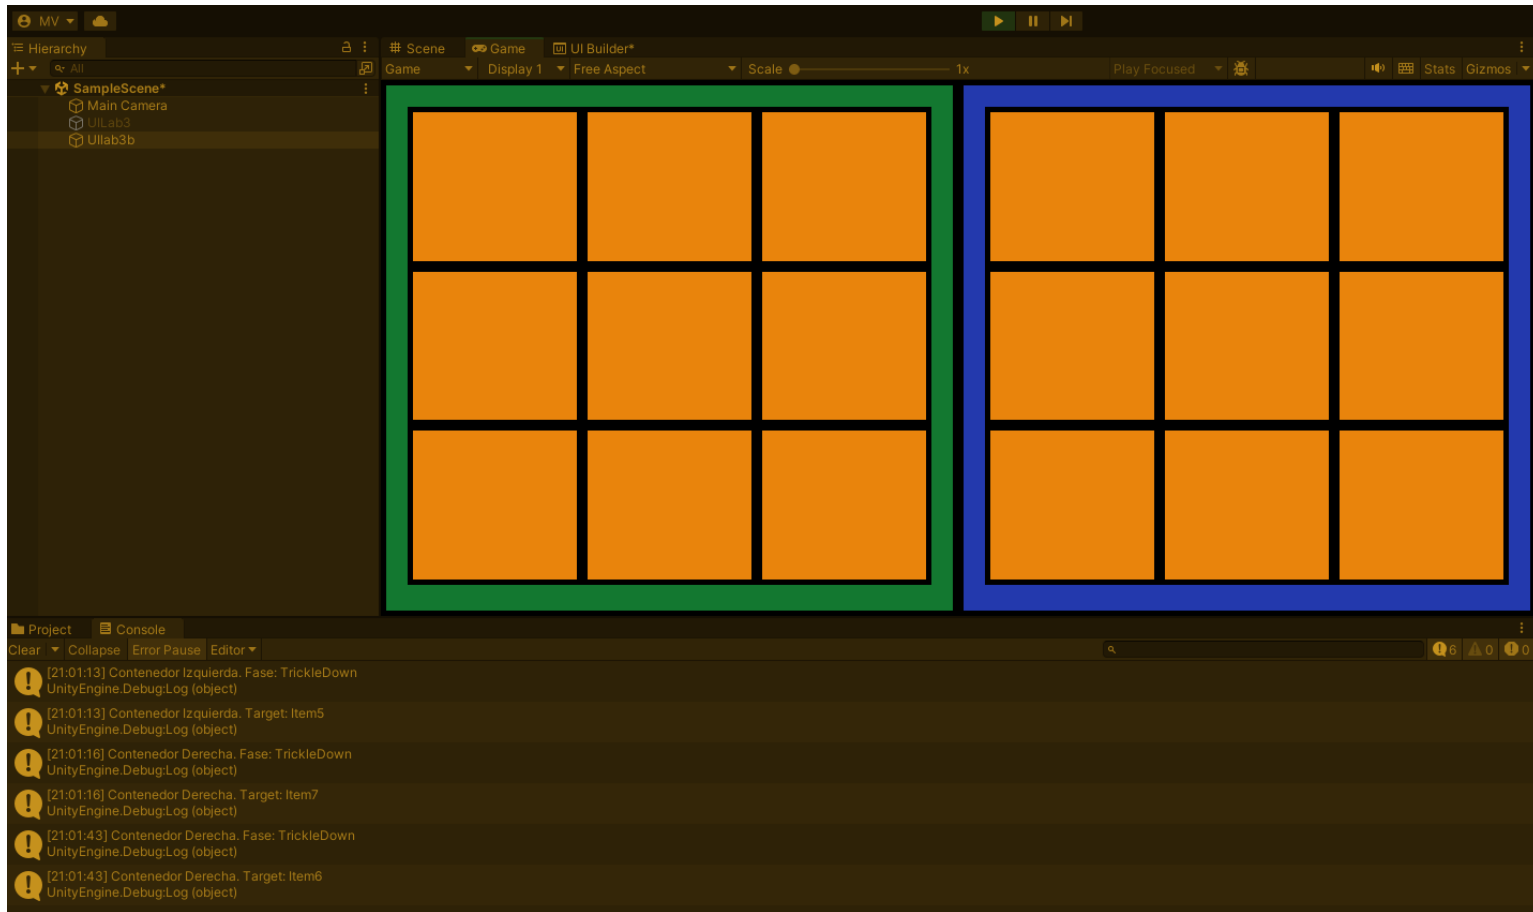 MV
Hierarchy
All
SampleScene*
Main Camera
UILab3
UIlab3b
Scene
Game
UI Builder*
Game
Display 1
Free Aspect
Scale
1x
Play Focused
Stats
Gizmos
Project
Console
Clear
Collapse
Error Pause
Editor
6
0
0
[21:01:13] Contenedor Izquierda. Fase: TrickleDown
UnityEngine.Debug:Log (object)
[21:01:13] Contenedor Izquierda. Target: Item5
UnityEngine.Debug:Log (object)
[21:01:16] Contenedor Derecha. Fase: TrickleDown
UnityEngine.Debug:Log (object)
[21:01:16] Contenedor Derecha. Target: Item7
UnityEngine.Debug:Log (object)
[21:01:43] Contenedor Derecha. Fase: TrickleDown
UnityEngine.Debug:Log (object)
[21:01:43] Contenedor Derecha. Target: Item6
UnityEngine.Debug:Log (object)